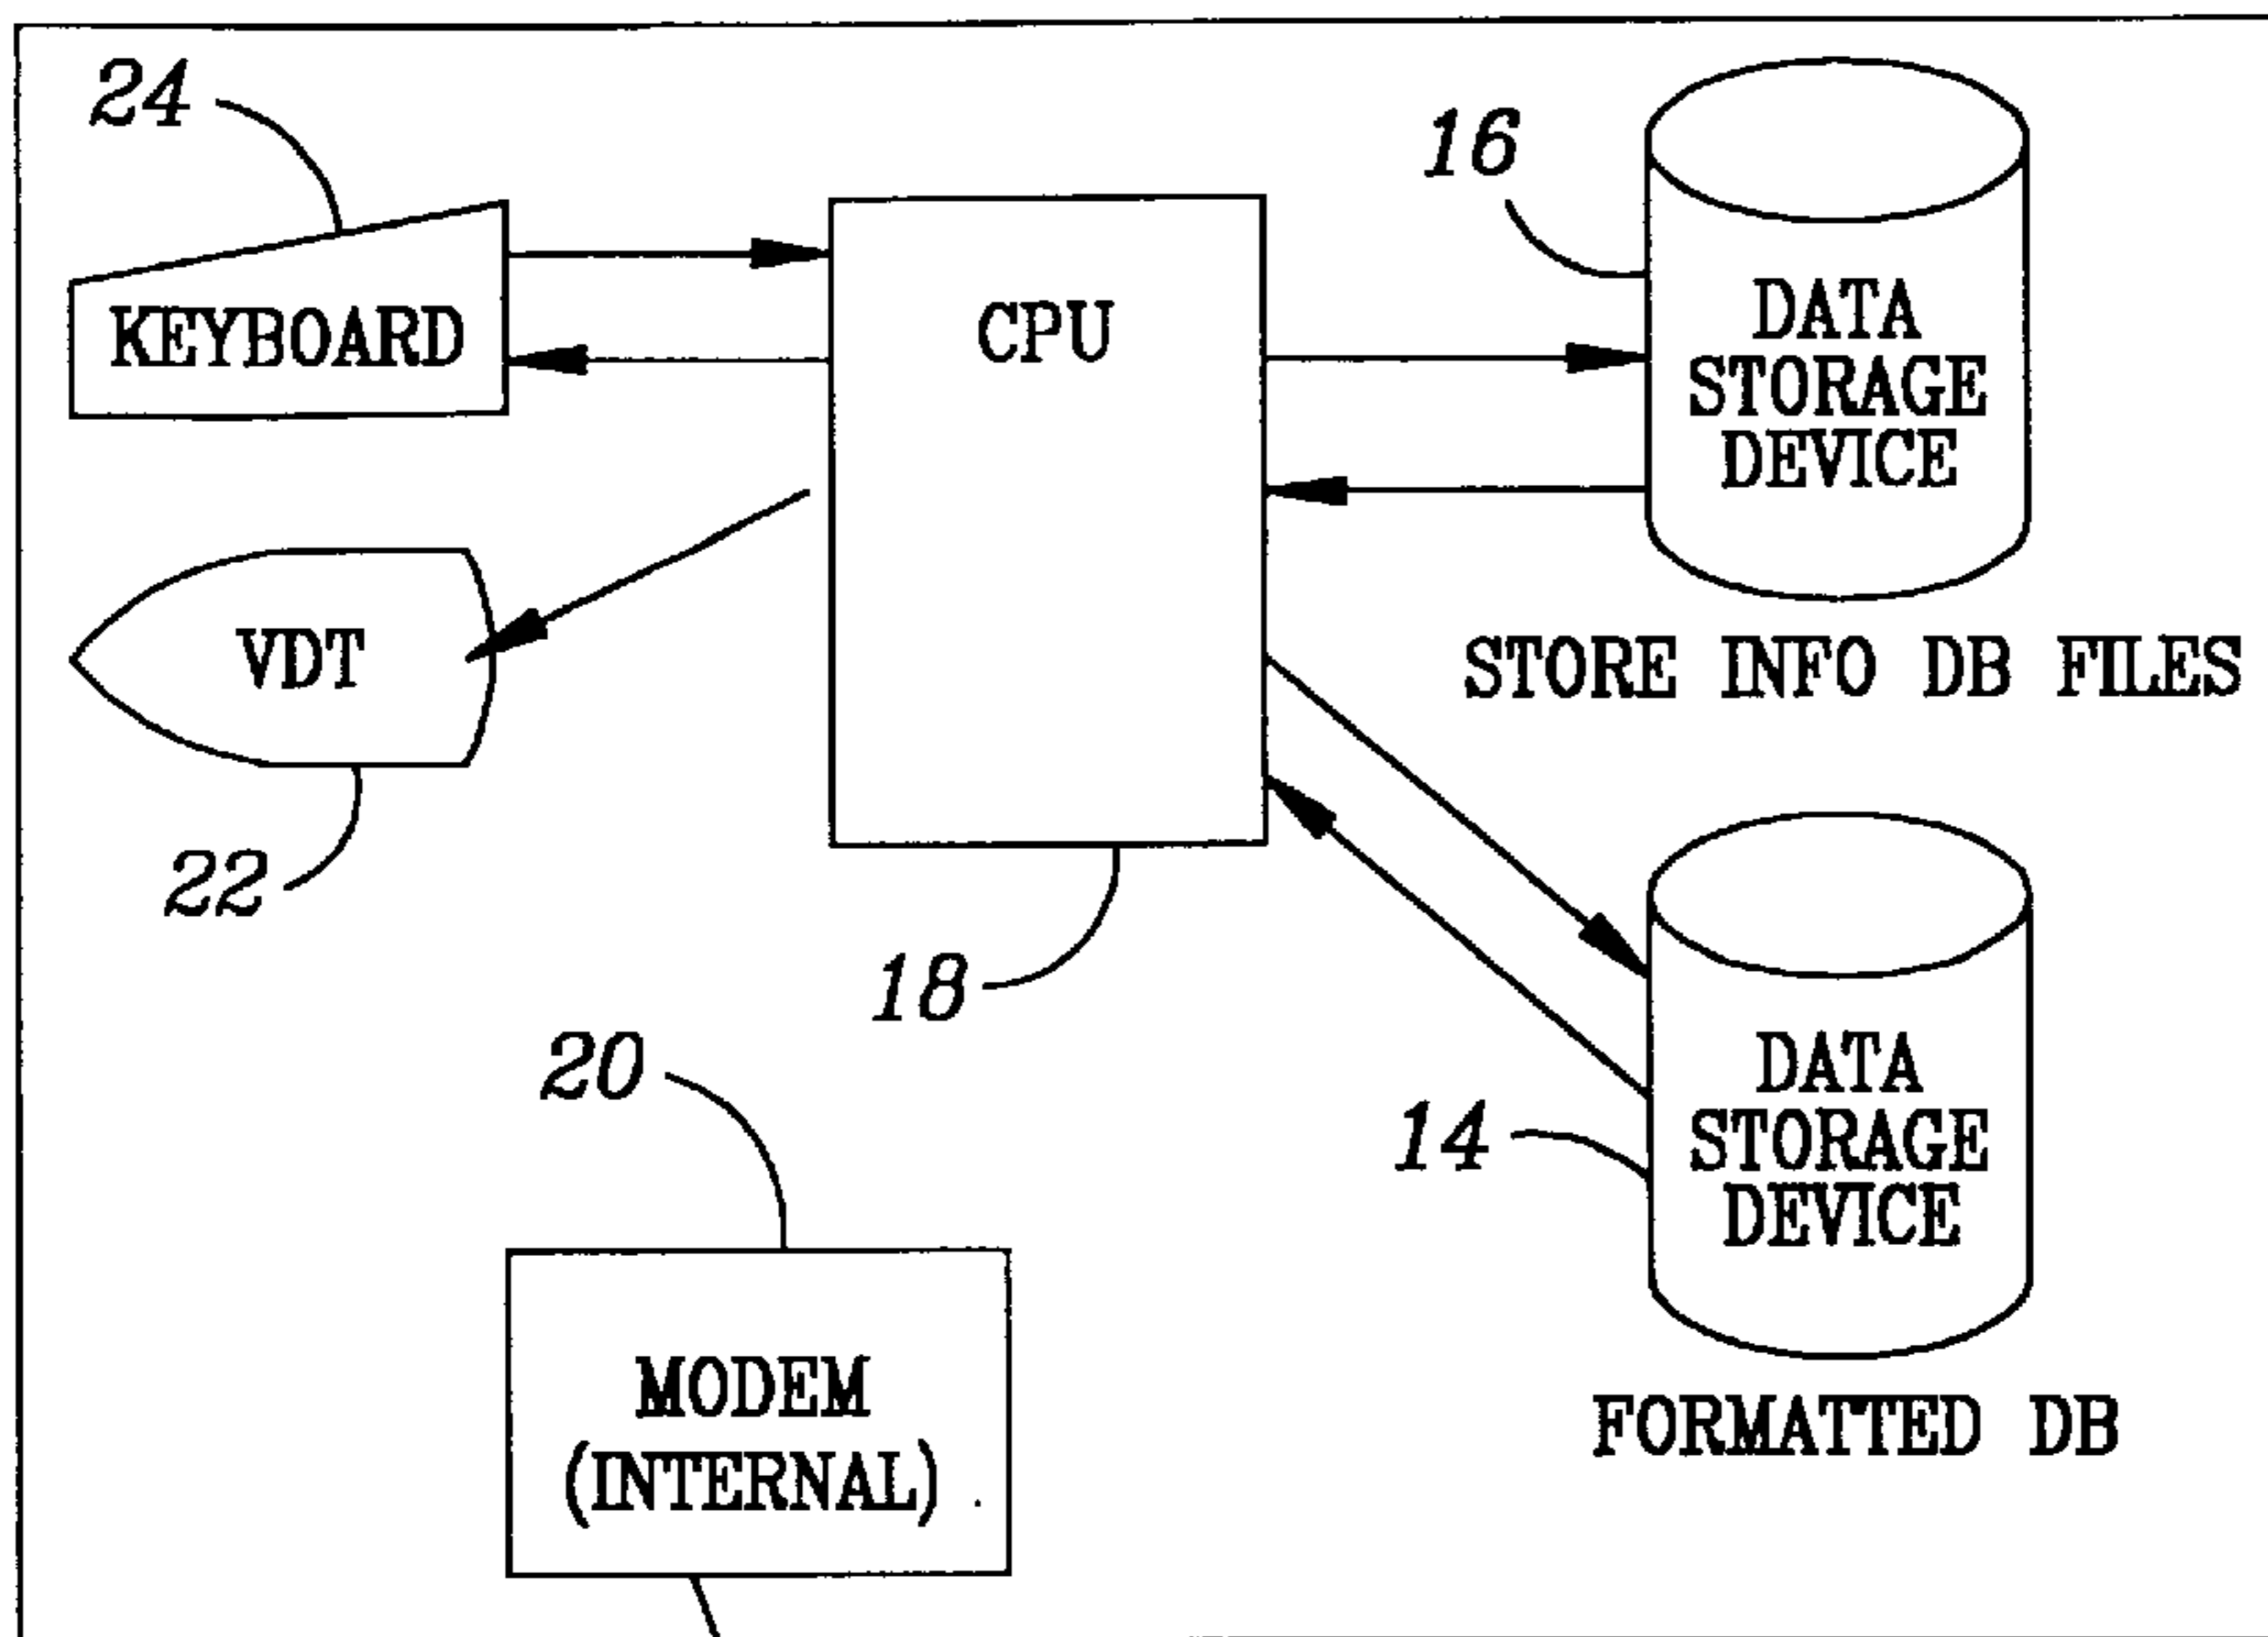 24
16
KEYBOARD
CPU
DATA
STORAGE
DEVICE
VDT
STORE INFO DB FILES
22
18
20
14
DATA
STORAGE
DEVICE
MODEM
(INTERNAL)
FORMATTED DB